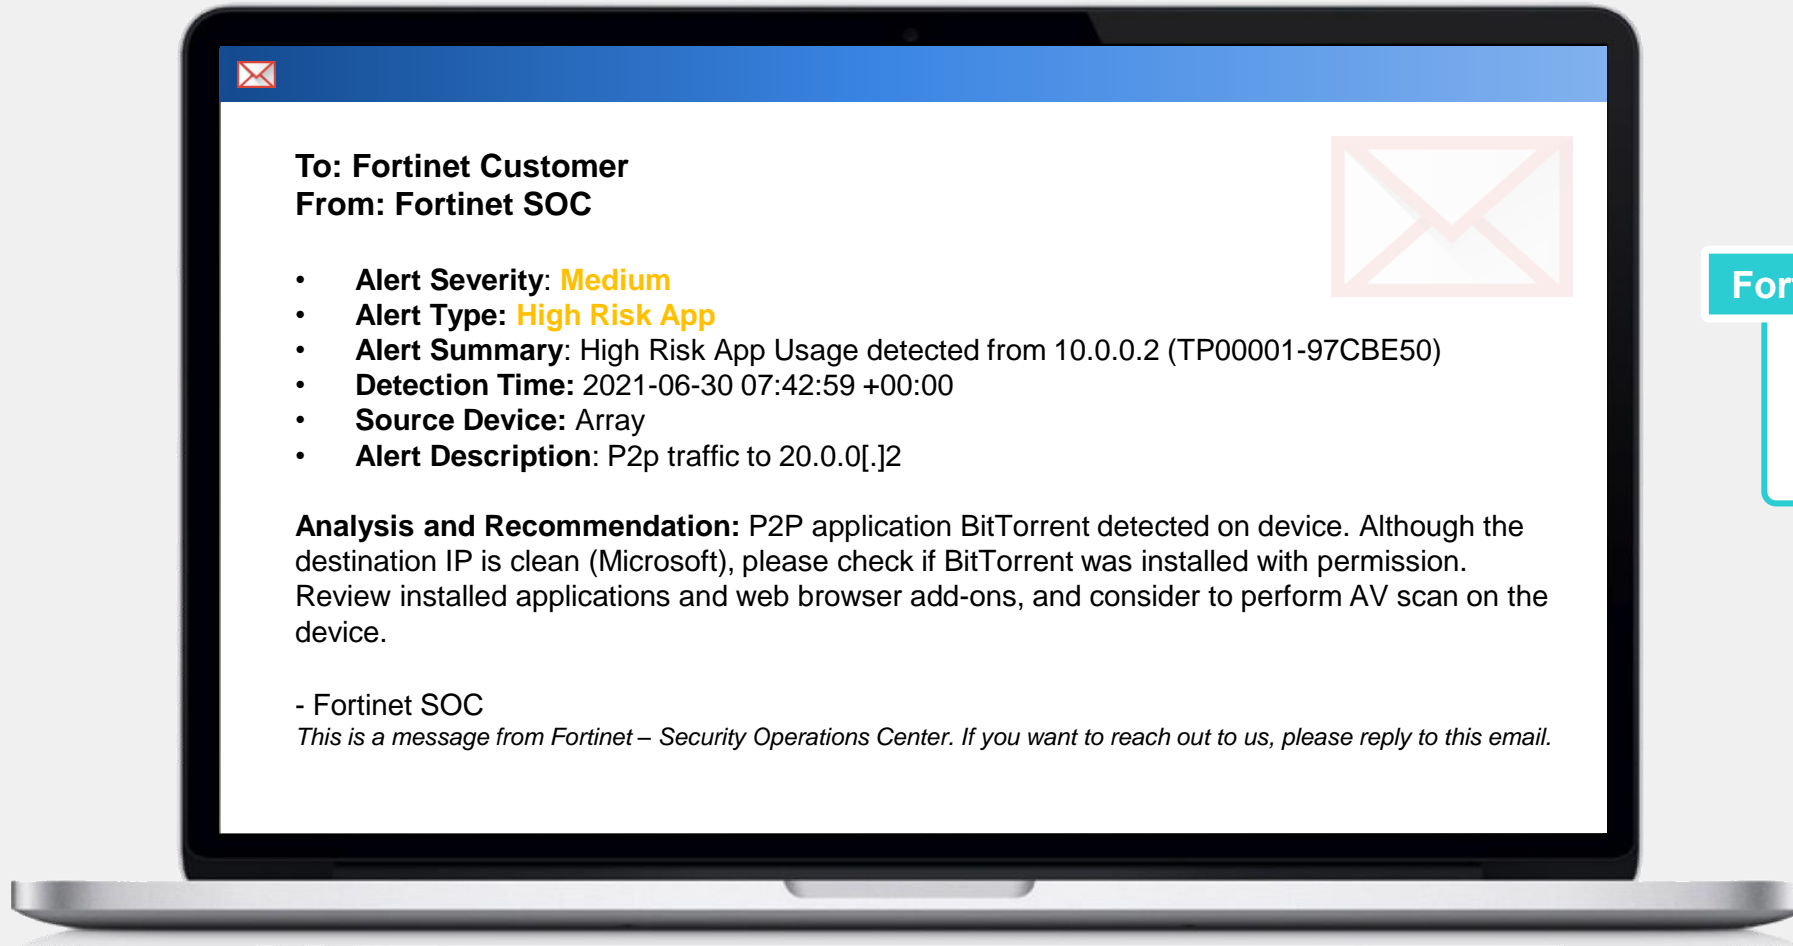 To: Fortinet Customer
From: Fortinet SOC
• Alert Severity: Medium
• Alert Type: High Risk App
• Alert Summary: High Risk App Usage detected from 10.0.0.2 (TP00001-97CBE50)
• Detection Time: 2021-06-30 07:42:59 +00:00
• Source Device: Array
• Alert Description: P2p traffic to 20.0.0[.]2
Analysis and Recommendation: P2P application BitTorrent detected on device. Although the
destination IP is clean (Microsoft), please check if BitTorrent was installed with permission.
Review installed applications and web browser add-ons, and consider to perform AV scan on the
device.
- Fortinet SOC
This is a message from Fortinet – Security Operations Center. If you want to reach out to us, please reply to this email.